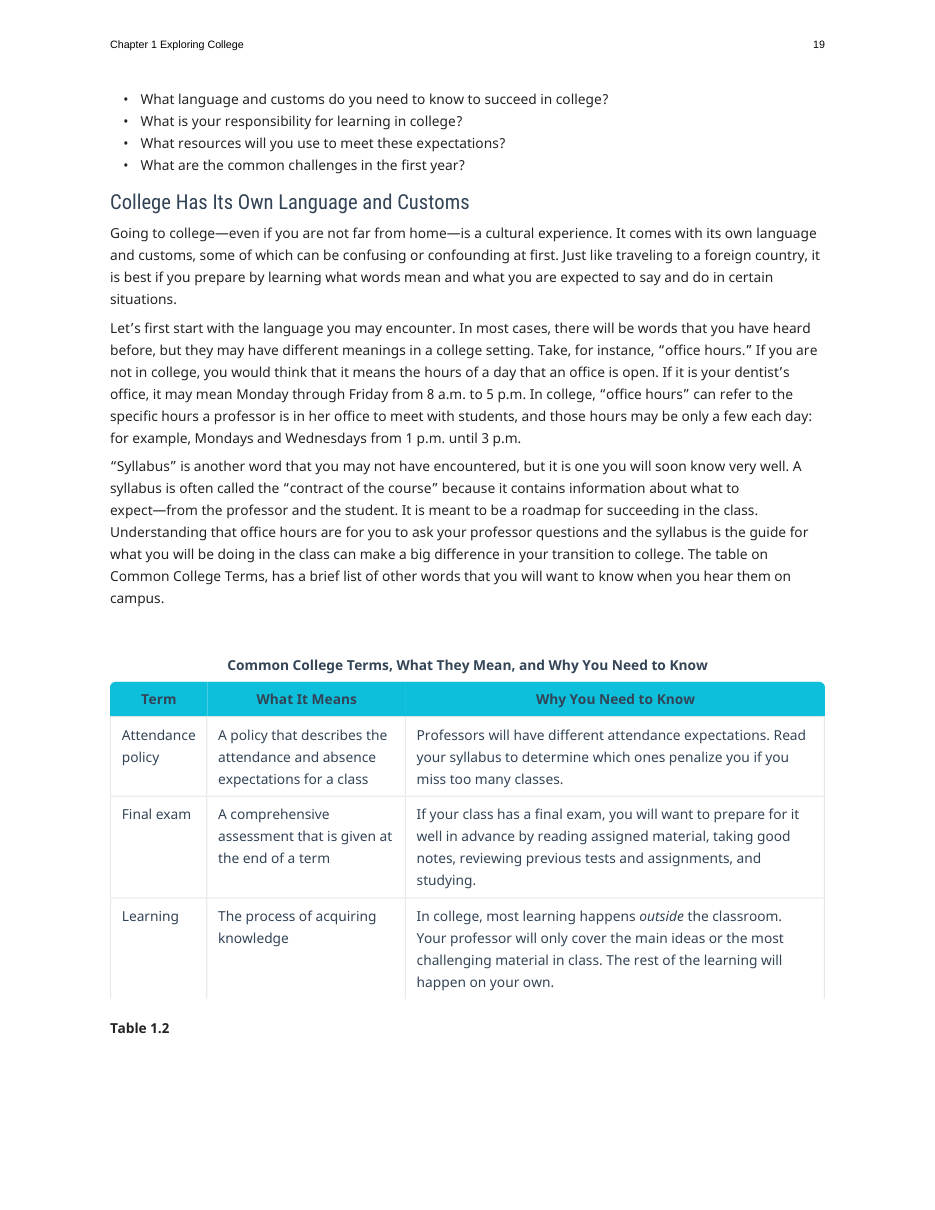 Chapter 1 Exploring College 19
• What language and customs do you need to know to succeed in college?
• What is your responsibility for learning in college?
• What resources will you use to meet these expectations?
• What are the common challenges in the first year?
College Has Its Own Language and Customs
Going to college—even if you are not far from home—is a cultural experience. It comes with its own language
and customs, some of which can be confusing or confounding at first. Just like traveling to a foreign country, it
is best if you prepare by learning what words mean and what you are expected to say and do in certain
situations.
Let’s first start with the language you may encounter. In most cases, there will be words that you have heard
before, but they may have different meanings in a college setting. Take, for instance, “office hours.” If you are
not in college, you would think that it means the hours of a day that an office is open. If it is your dentist’s
office, it may mean Monday through Friday from 8 a.m. to 5 p.m. In college, “office hours” can refer to the
specific hours a professor is in her office to meet with students, and those hours may be only a few each day:
for example, Mondays and Wednesdays from 1 p.m. until 3 p.m.
“Syllabus” is another word that you may not have encountered, but it is one you will soon know very well. A
syllabus is often called the “contract of the course” because it contains information about what to
expect—from the professor and the student. It is meant to be a roadmap for succeeding in the class.
Understanding that office hours are for you to ask your professor questions and the syllabus is the guide for
what you will be doing in the class can make a big difference in your transition to college. The table on
Common College Terms, has a brief list of other words that you will want to know when you hear them on
campus.
Common College Terms, What They Mean, and Why You Need to Know
Term What It Means Why You Need to Know
Attendance A policy that describes the Professors will have different attendance expectations. Read
policy attendance and absence your syllabus to determine which ones penalize you if you
expectations for a class miss too many classes.
Final exam A comprehensive If your class has a final exam, you will want to prepare for it
assessment that is given at well in advance by reading assigned material, taking good
the end of a term notes, reviewing previous tests and assignments, and
studying.
Learning The process of acquiring In college, most learning happens outside the classroom.
knowledge Your professor will only cover the main ideas or the most
challenging material in class. The rest of the learning will
happen on your own.
Table 1.2